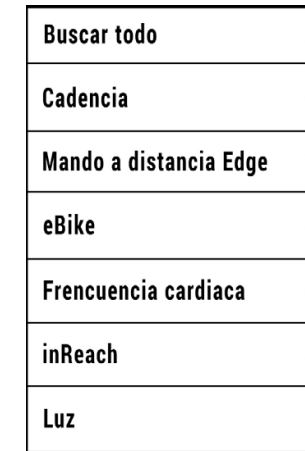 Buscar todo
Cadencia
Mando a distancia Edge
eBike
Frencuencia cardiaca
inReach
Luz